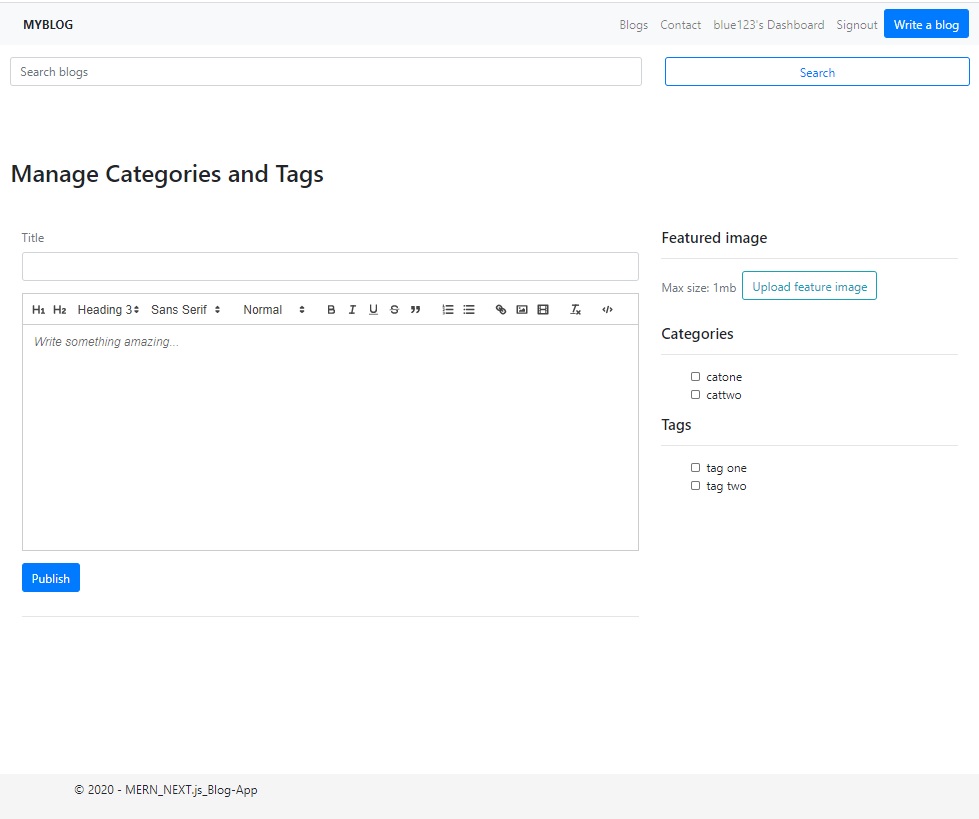 MYBLOG Blogs Contact blue123's Dashboard Signout Write a blog
Search blogs Search
Manage Categories and Tags
Title
H1 H2 Heading 3 Sans Serif Normal B I U S
Write something amazing...
Publish
Featured image
Max size: 1mb Upload feature image
Categories
catone
cattwo
Tags
tag one
tag two
© 2020 - MERN_NEXT.js_Blog-App